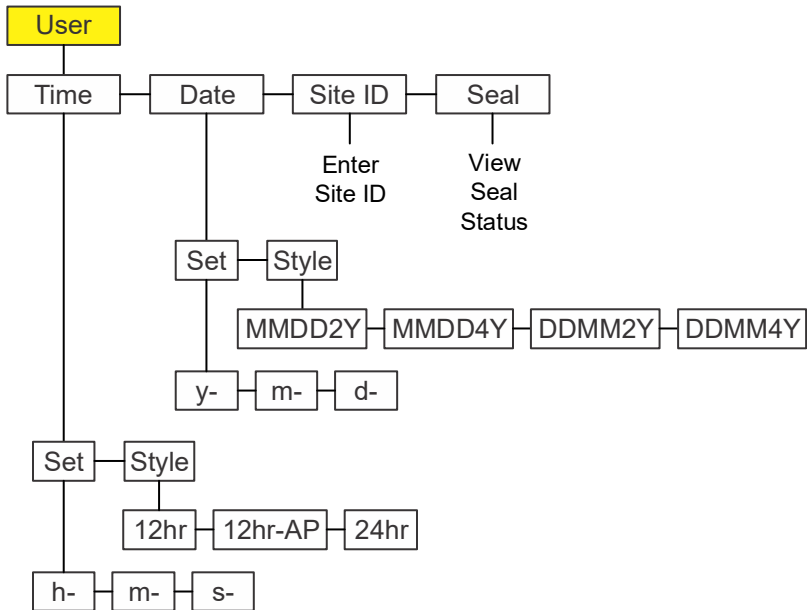 User
Time
Date
Site ID
Seal
Enter
Site ID
View
Seal
Status
Set
Style
MMDD2Y
MMDD4Y
DDMM2Y
DDMM4Y
y-
m-
d-
Set
Style
12hr
12hr-AP
24hr
h-
m-
s-